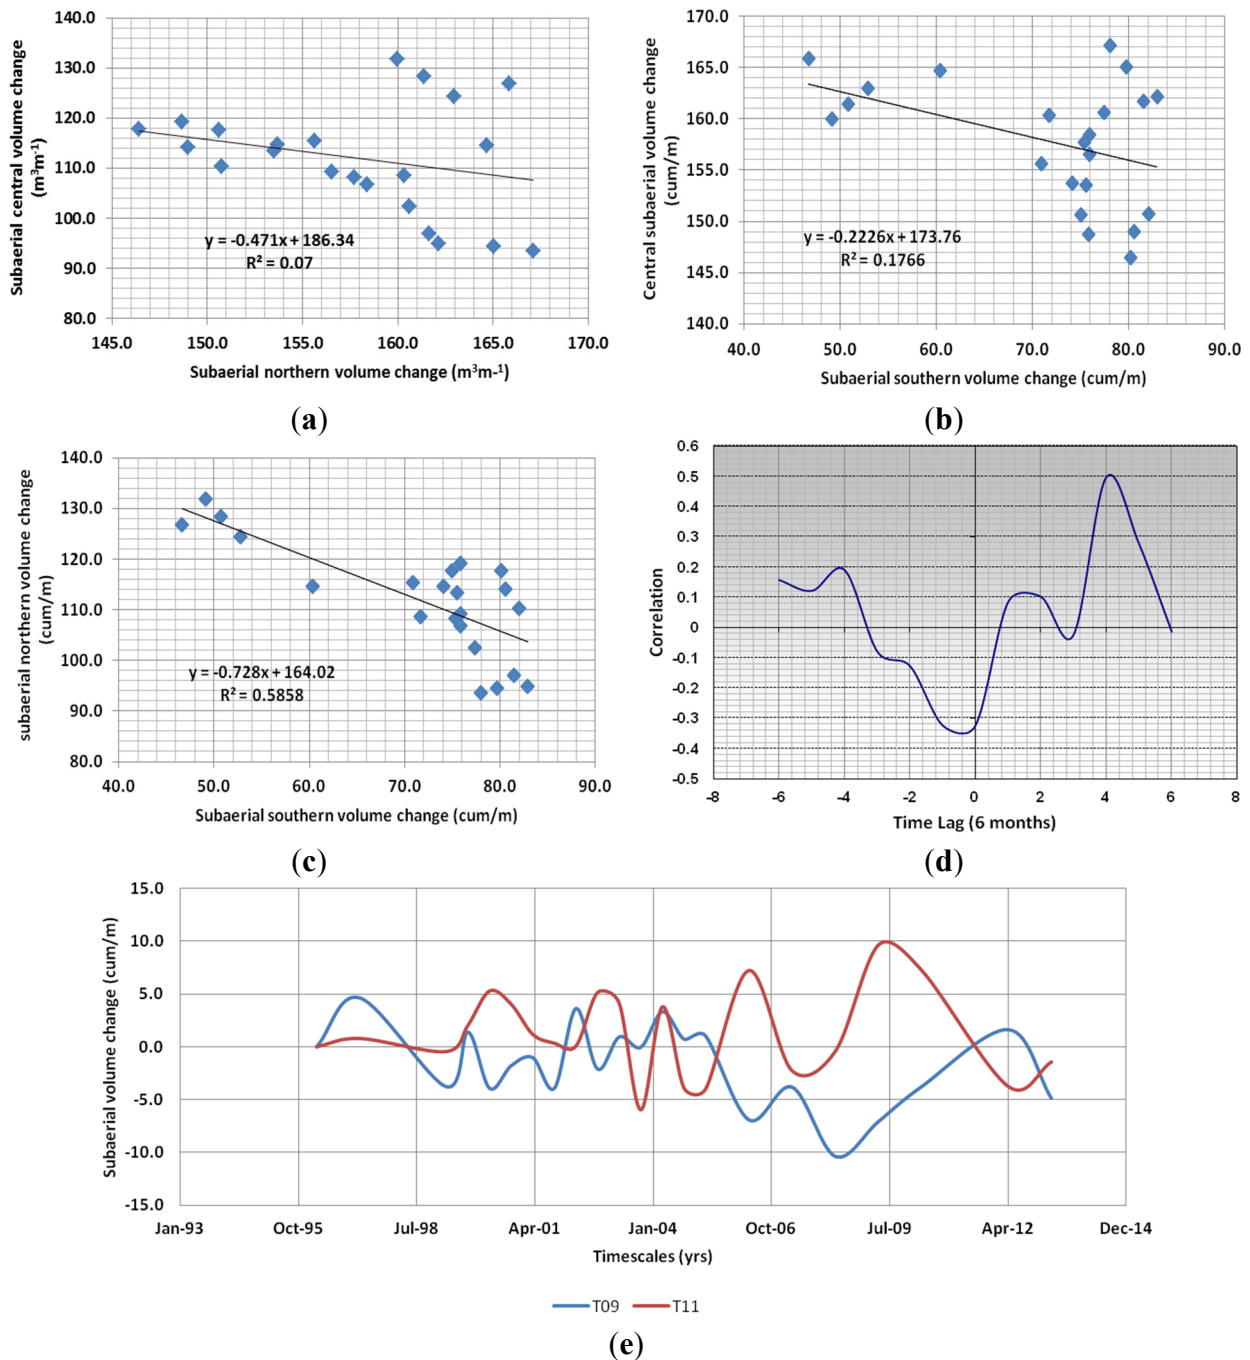 140.0
130.0
120.0
110.0
100.0
90.0
80.0
145.0 150.0 155.0 160.0 165.0 170.0
Subaerial central volume change
(m³m-¹)
y = -0.471x + 186.34
R² = 0.07
Subaerial northern volume change (m³m-¹)
(a)
170.0
165.0
160.0
155.0
150.0
145.0
140.0
40.0 50.0 60.0 70.0 80.0 90.0
Central subaerial volume change
(cum/m)
y = -0.2226x + 173.76
R² = 0.1766
Subaerial southern volume change (cum/m)
(b)
140.0
130.0
120.0
110.0
100.0
90.0
80.0
40.0 50.0 60.0 70.0 80.0 90.0
subaerial northern volume change
(cum/m)
y = -0.728x + 164.02
R² = 0.5858
Subaerial southern volume change (cum/m)
(c)
0.6
0.5
0.4
0.3
0.2
0.1
0
-0.1
-0.2
-0.3
-0.4
-0.5
-8 -6 -4 -2 0 2 4 6 8
Correlation
Time Lag (6 months)
(d)
15.0
10.0
5.0
0.0
-5.0
-10.0
-15.0
Jan-93 Oct-95 Jul-98 Apr-01 Jan-04 Oct-06 Jul-09 Apr-12 Dec-14
Subaerial volume change (cum/m)
Timescales (yrs)
T09 T11
(e)